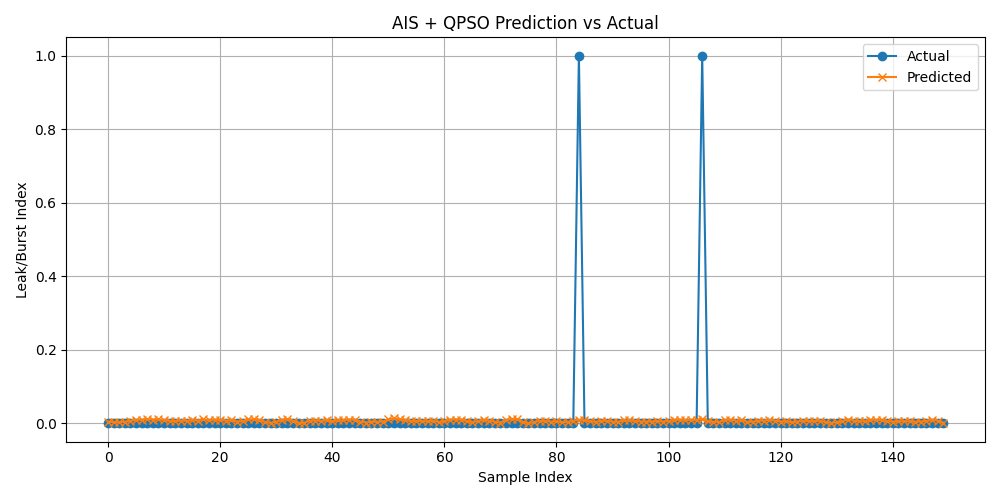 AIS + QPSO Prediction vs Actual
Leak/Burst Index
1.0
0.8
0.6
0.4
0.2
0.0
Actual
Predicted
0 20 40 60 80 100 120 140
Sample Index